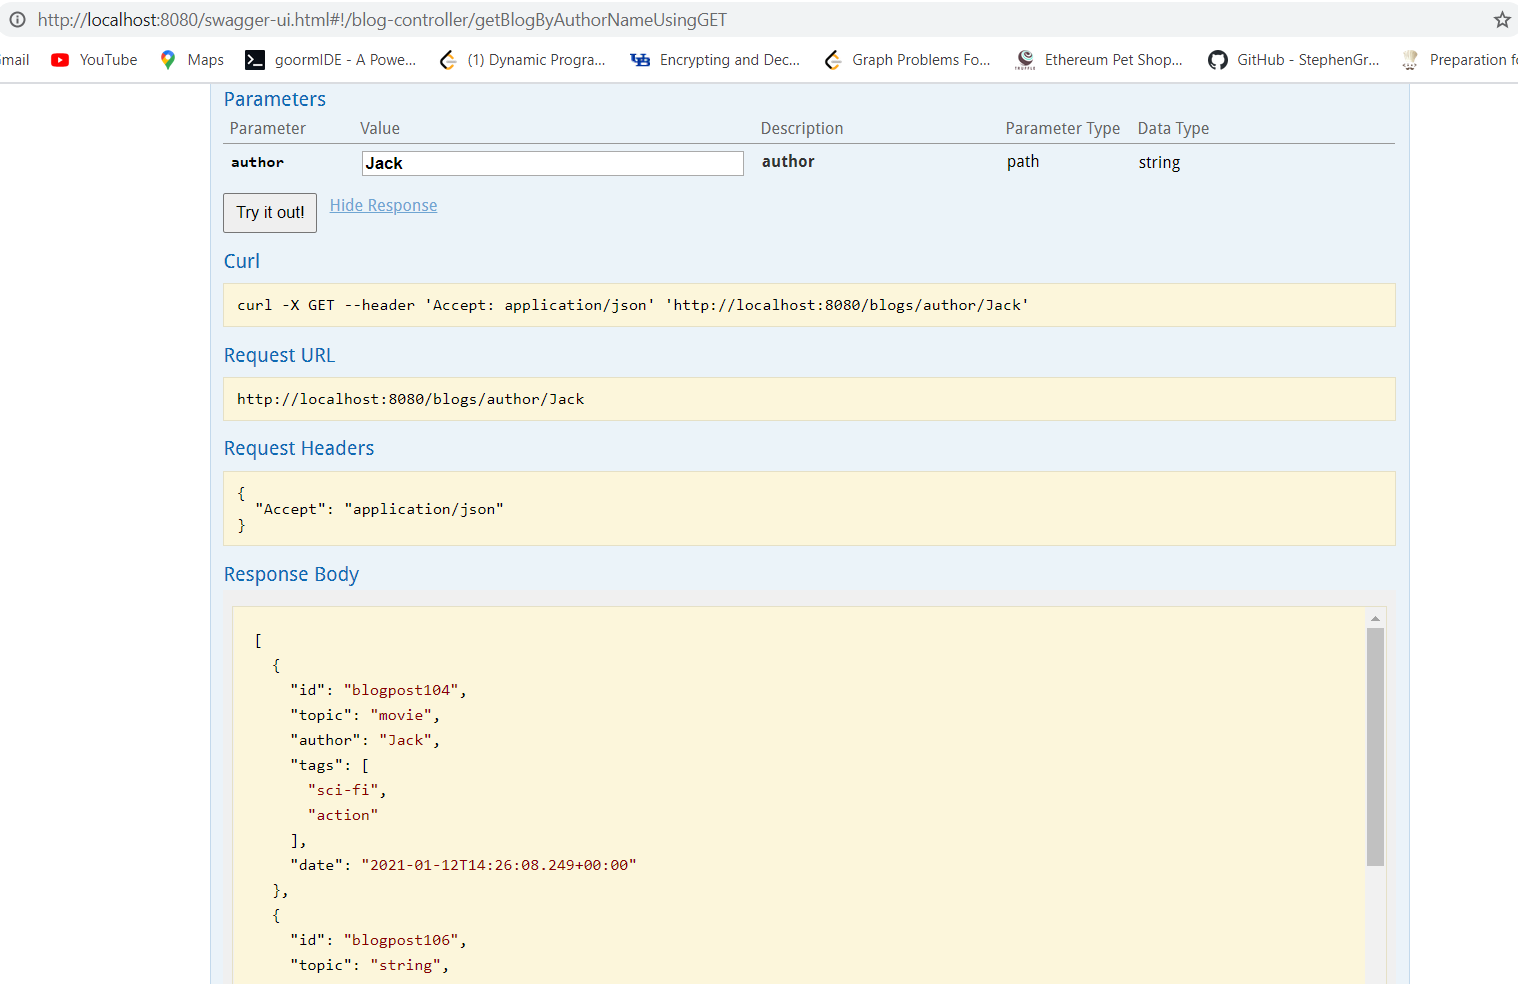 http://localhost:8080/swagger-ui.html#!/blog-controller/getBlogByAuthorNameUsingGET
mail YouTube Maps goormIDE - A Powe... (1) Dynamic Progra... Encrypting and Dec... Graph Problems Fo... Ethereum Pet Shop... GitHub - StephenGr... Preparation fo
Parameters
Parameter Value Description Parameter Type Data Type
author Jack author path string
Try it out! Hide Response
Curl
curl -X GET --header 'Accept: application/json' 'http://localhost:8080/blogs/author/Jack'
Request URL
http://localhost:8080/blogs/author/Jack
Request Headers
{
"Accept": "application/json"
}
Response Body
[
{
"id": "blogpost104",
"topic": "movie",
"author": "Jack",
"tags": [
"sci-fi",
"action"
],
"date": "2021-01-12T14:26:08.249+00:00"
},
{
"id": "blogpost106",
"topic": "string",